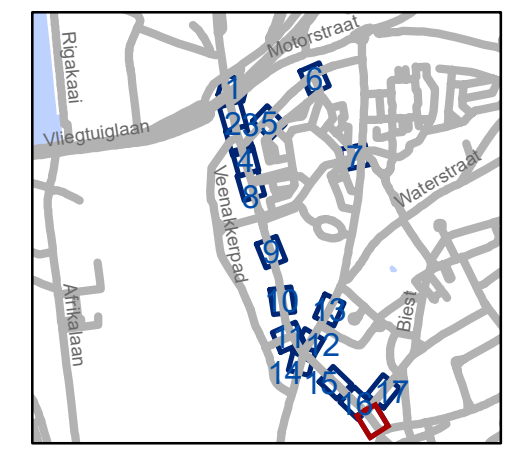 Rigakaai
Motorstraat
6
1
2
3
5
Vliegtuiglaan
4
7
Waterstraat
8
Veenakkerpad
9
10
13
Afrikalaan
Biest
11
12
14
15
16
17